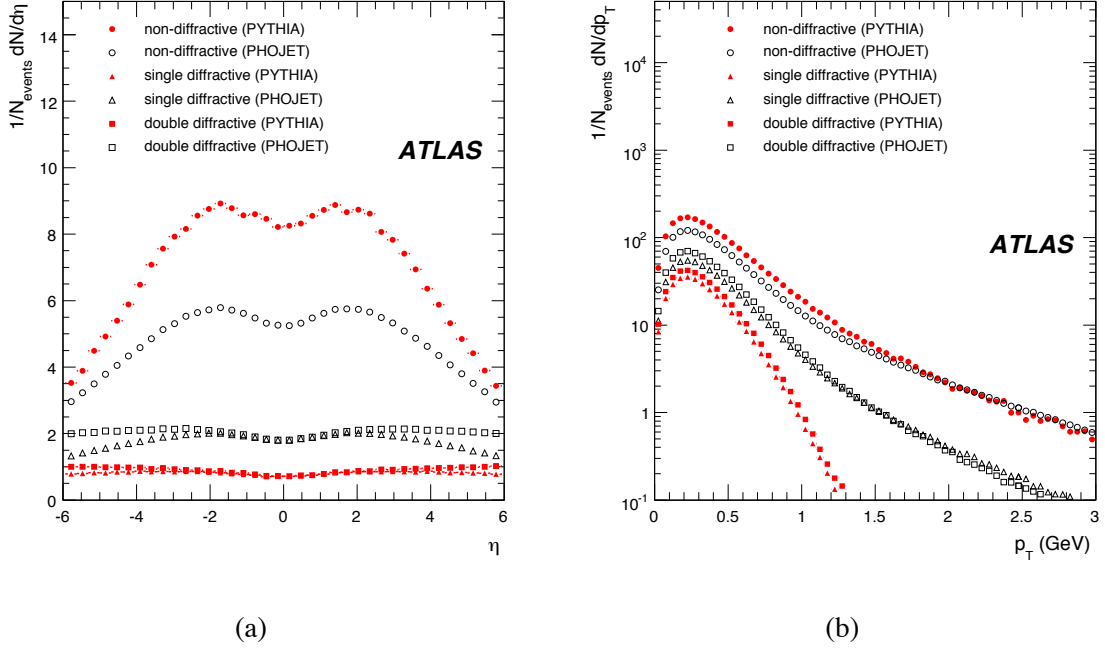 1/N_events dN/dη
14
12
10
8
6
4
2
0
non-diffractive (PYTHIA)
non-diffractive (PHOJET)
single diffractive (PYTHIA)
single diffractive (PHOJET)
double diffractive (PYTHIA)
double diffractive (PHOJET)
ATLAS
-6 -4 -2 0 2 4 6
η
(a)
1/N_events dN/dp_T
10^4
10^3
10^2
10
1
10^-1
non-diffractive (PYTHIA)
non-diffractive (PHOJET)
single diffractive (PYTHIA)
single diffractive (PHOJET)
double diffractive (PYTHIA)
double diffractive (PHOJET)
ATLAS
0 0.5 1 1.5 2 2.5 3
p_T (GeV)
(b)